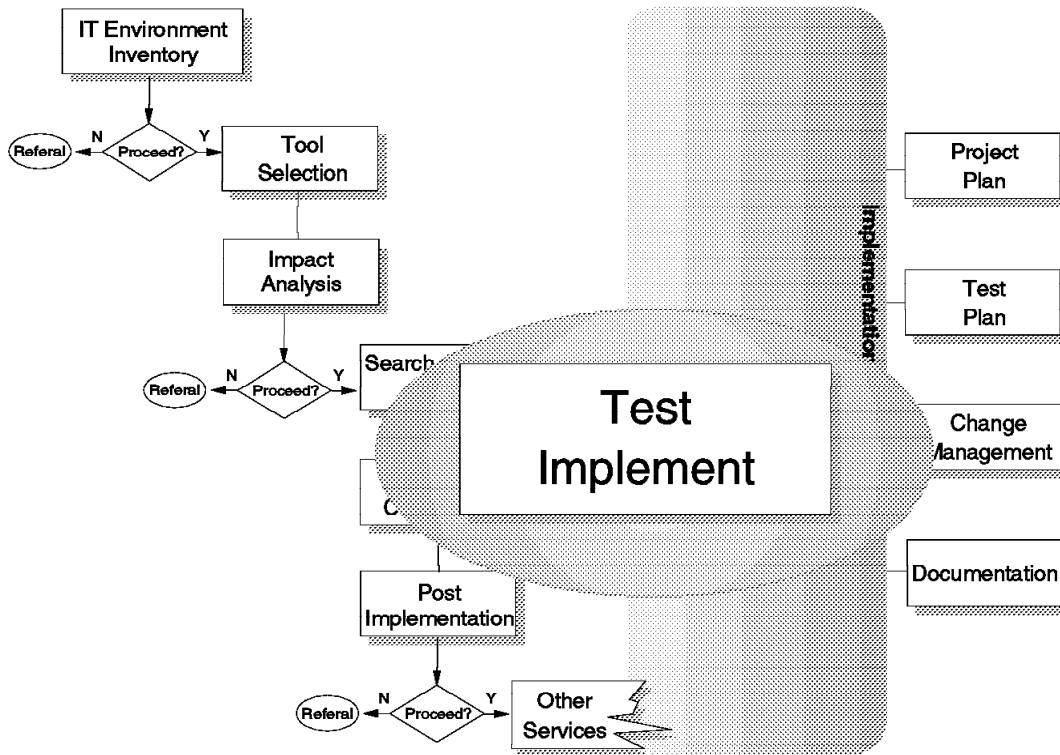 IT Environment
Inventory
Referal
N
Proceed?
Y
Tool
Selection
Impact
Analysis
Referal
N
Proceed?
Y
Search
C
Test
Implement
Post
Implementation
Referal
N
Proceed?
Y
Other
Services
Implementation
Project
Plan
Test
Plan
Change
Management
Documentation